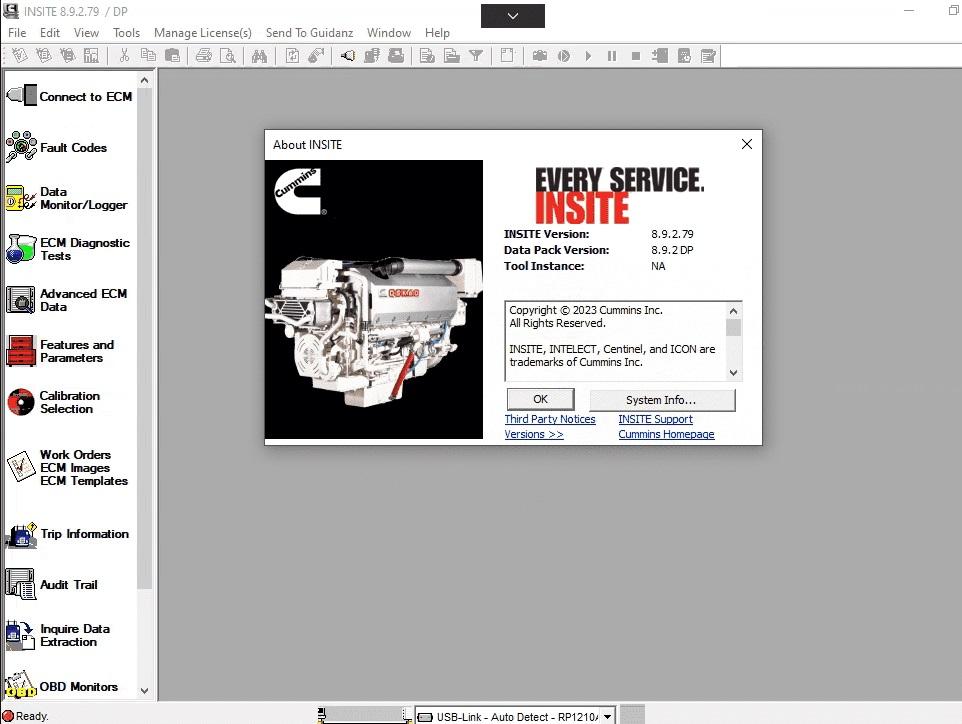 INSITE 8.9.2.79 / DP
File Edit View Tools Manage License(s) Send To Guidanz Window Help
Connect to ECM
Fault Codes
Data
Monitor/Logger
ECM Diagnostic
Tests
Advanced ECM
Data
Features and
Parameters
Calibration
Selection
Work Orders
ECM Images
ECM Templates
Trip Information
Audit Trail
Inquire Data
Extraction
OBD Monitors
About INSITE
Cummins
EVERY SERVICE.
INSITE
INSITE Version: 8.9.2.79
Data Pack Version: 8.9.2 DP
Tool Instance: NA
Copyright © 2023 Cummins Inc.
All Rights Reserved.
INSITE, INTELECT, Centinel, and ICON are
trademarks of Cummins Inc.
OK System Info...
Third Party Notices INSITE Support
Versions >> Cummins Homepage
Ready. USB-Link - Auto Detect - RP1210